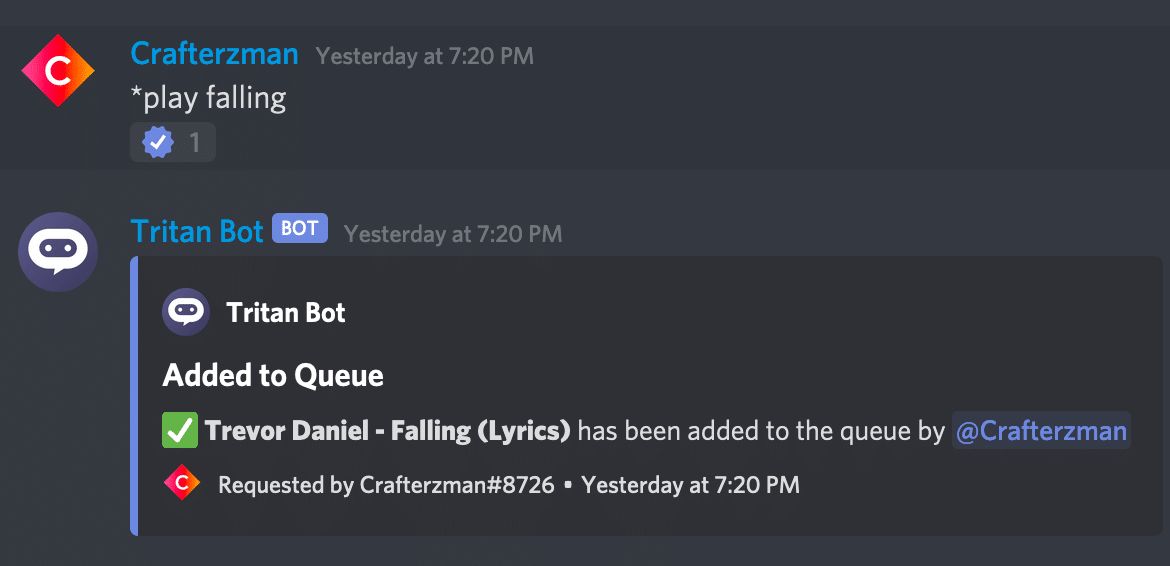 C
Crafterzman Yesterday at 7:20 PM
*play falling
1
Tritan Bot BOT Yesterday at 7:20 PM
Tritan Bot
Added to Queue
Trevor Daniel - Falling (Lyrics) has been added to the queue by @Crafterzman
C Requested by Crafterzman#8726 • Yesterday at 7:20 PM